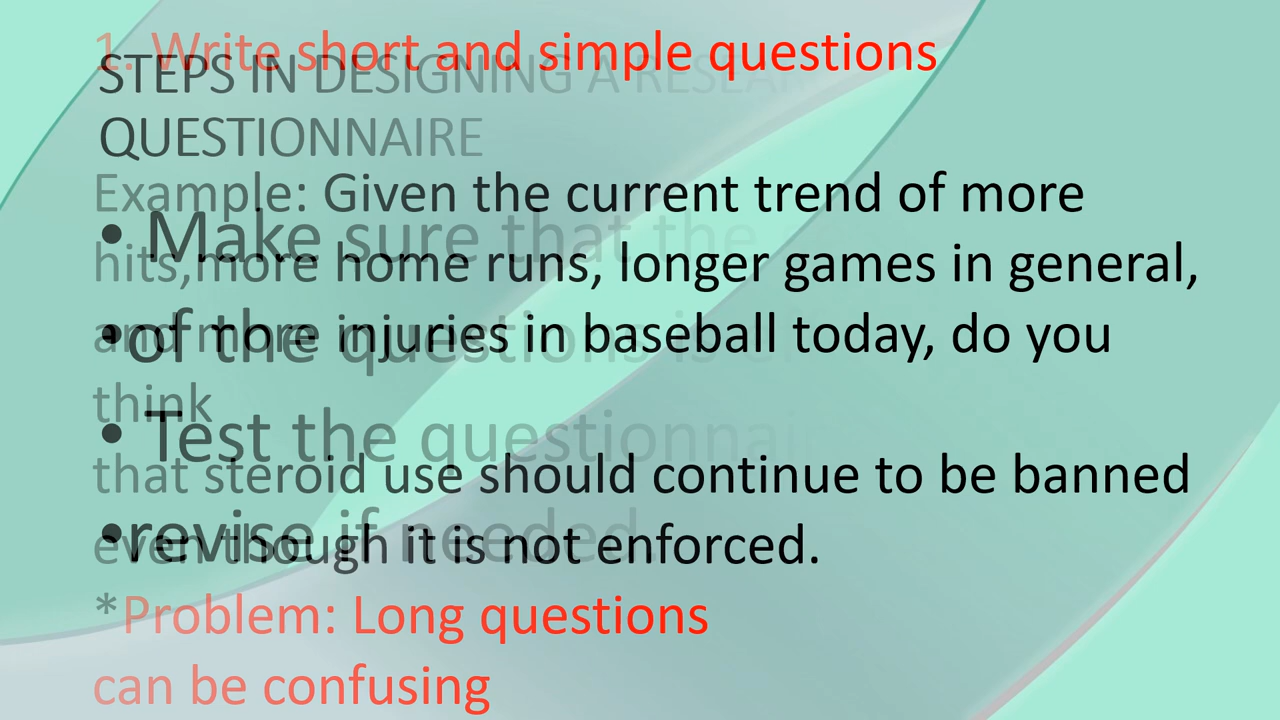 1. Write short and simple questions
STEPS IN DESIGNING A
QUESTIONNAIRE
Example: Given the current trend of more
• Make sure that the
hits,more home runs, longer games in general,
and more injuries in baseball today, do you
•of the questions is
think
• Test the
that steroid use should continue to be banned
even though it is not enforced.
•revise if needed.
*Problem: Long questions
can be confusing